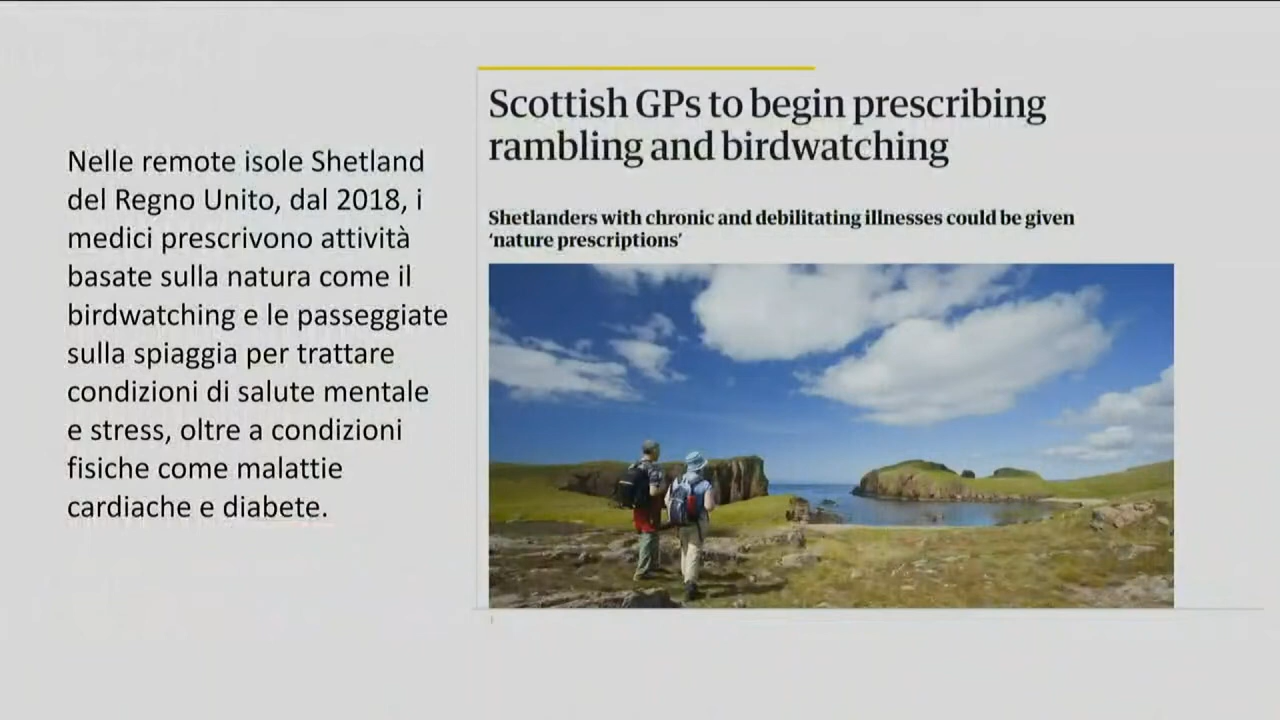 Nelle remote isole Shetland
del Regno Unito, dal 2018, i
medici prescrivono attività
basate sulla natura come il
birdwatching e le passeggiate
sulla spiaggia per trattare
condizioni di salute mentale
e stress, oltre a condizioni
fisiche come malattie
cardiache e diabete.
Scottish GPs to begin prescribing
rambling and birdwatching
Shetlanders with chronic and debilitating illnesses could be given
‘nature prescriptions’